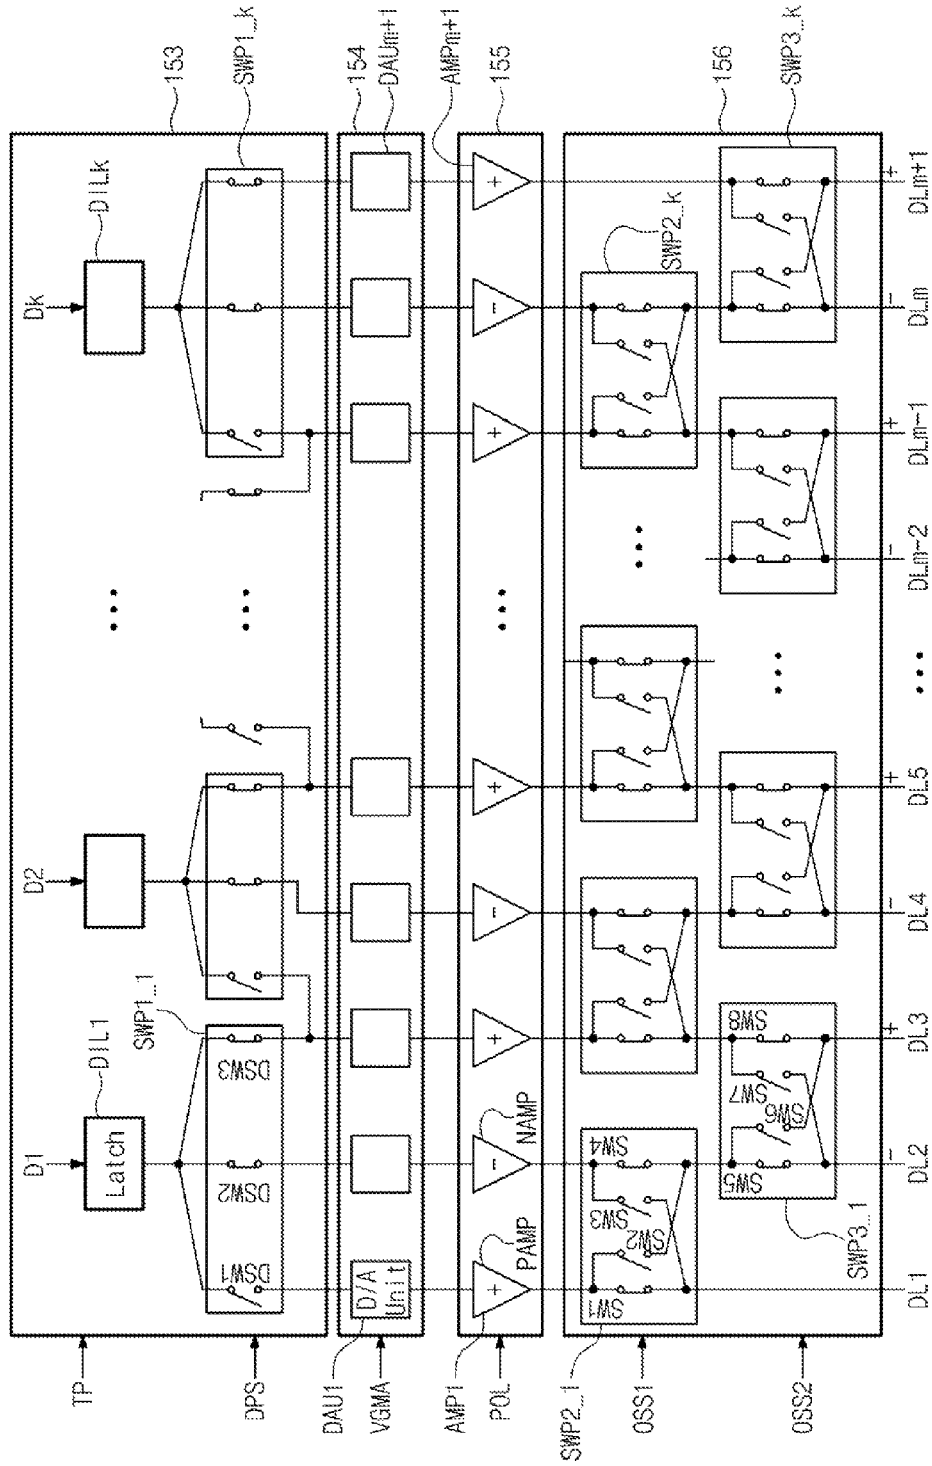 153
SWP1_k
154
DAUm+1
AMPm+1
155
156
SWP3_k
DILk
SWP2_k
Dk
+
-
+
+
-
+
DLm+1
DLm
DLm-1
DLm-2
-
-
+
...
...
...
...
...
...
D2
+
-
+
+
-
DL5
DL4
SWP1_1
DIL1
D1
Latch
DSW3
DSW2
DSW1
D/A
Unit
+
-
+
NAMP
PAMP
SW4
SW3
SW2
SW1
SW8
SW7
SW6
SW5
SWP3_1
DL3
DL2
DL1
+
-
TP
DPS
DAU1
VGMA
AMP1
POL
SWP2_1
OSS1
OSS2